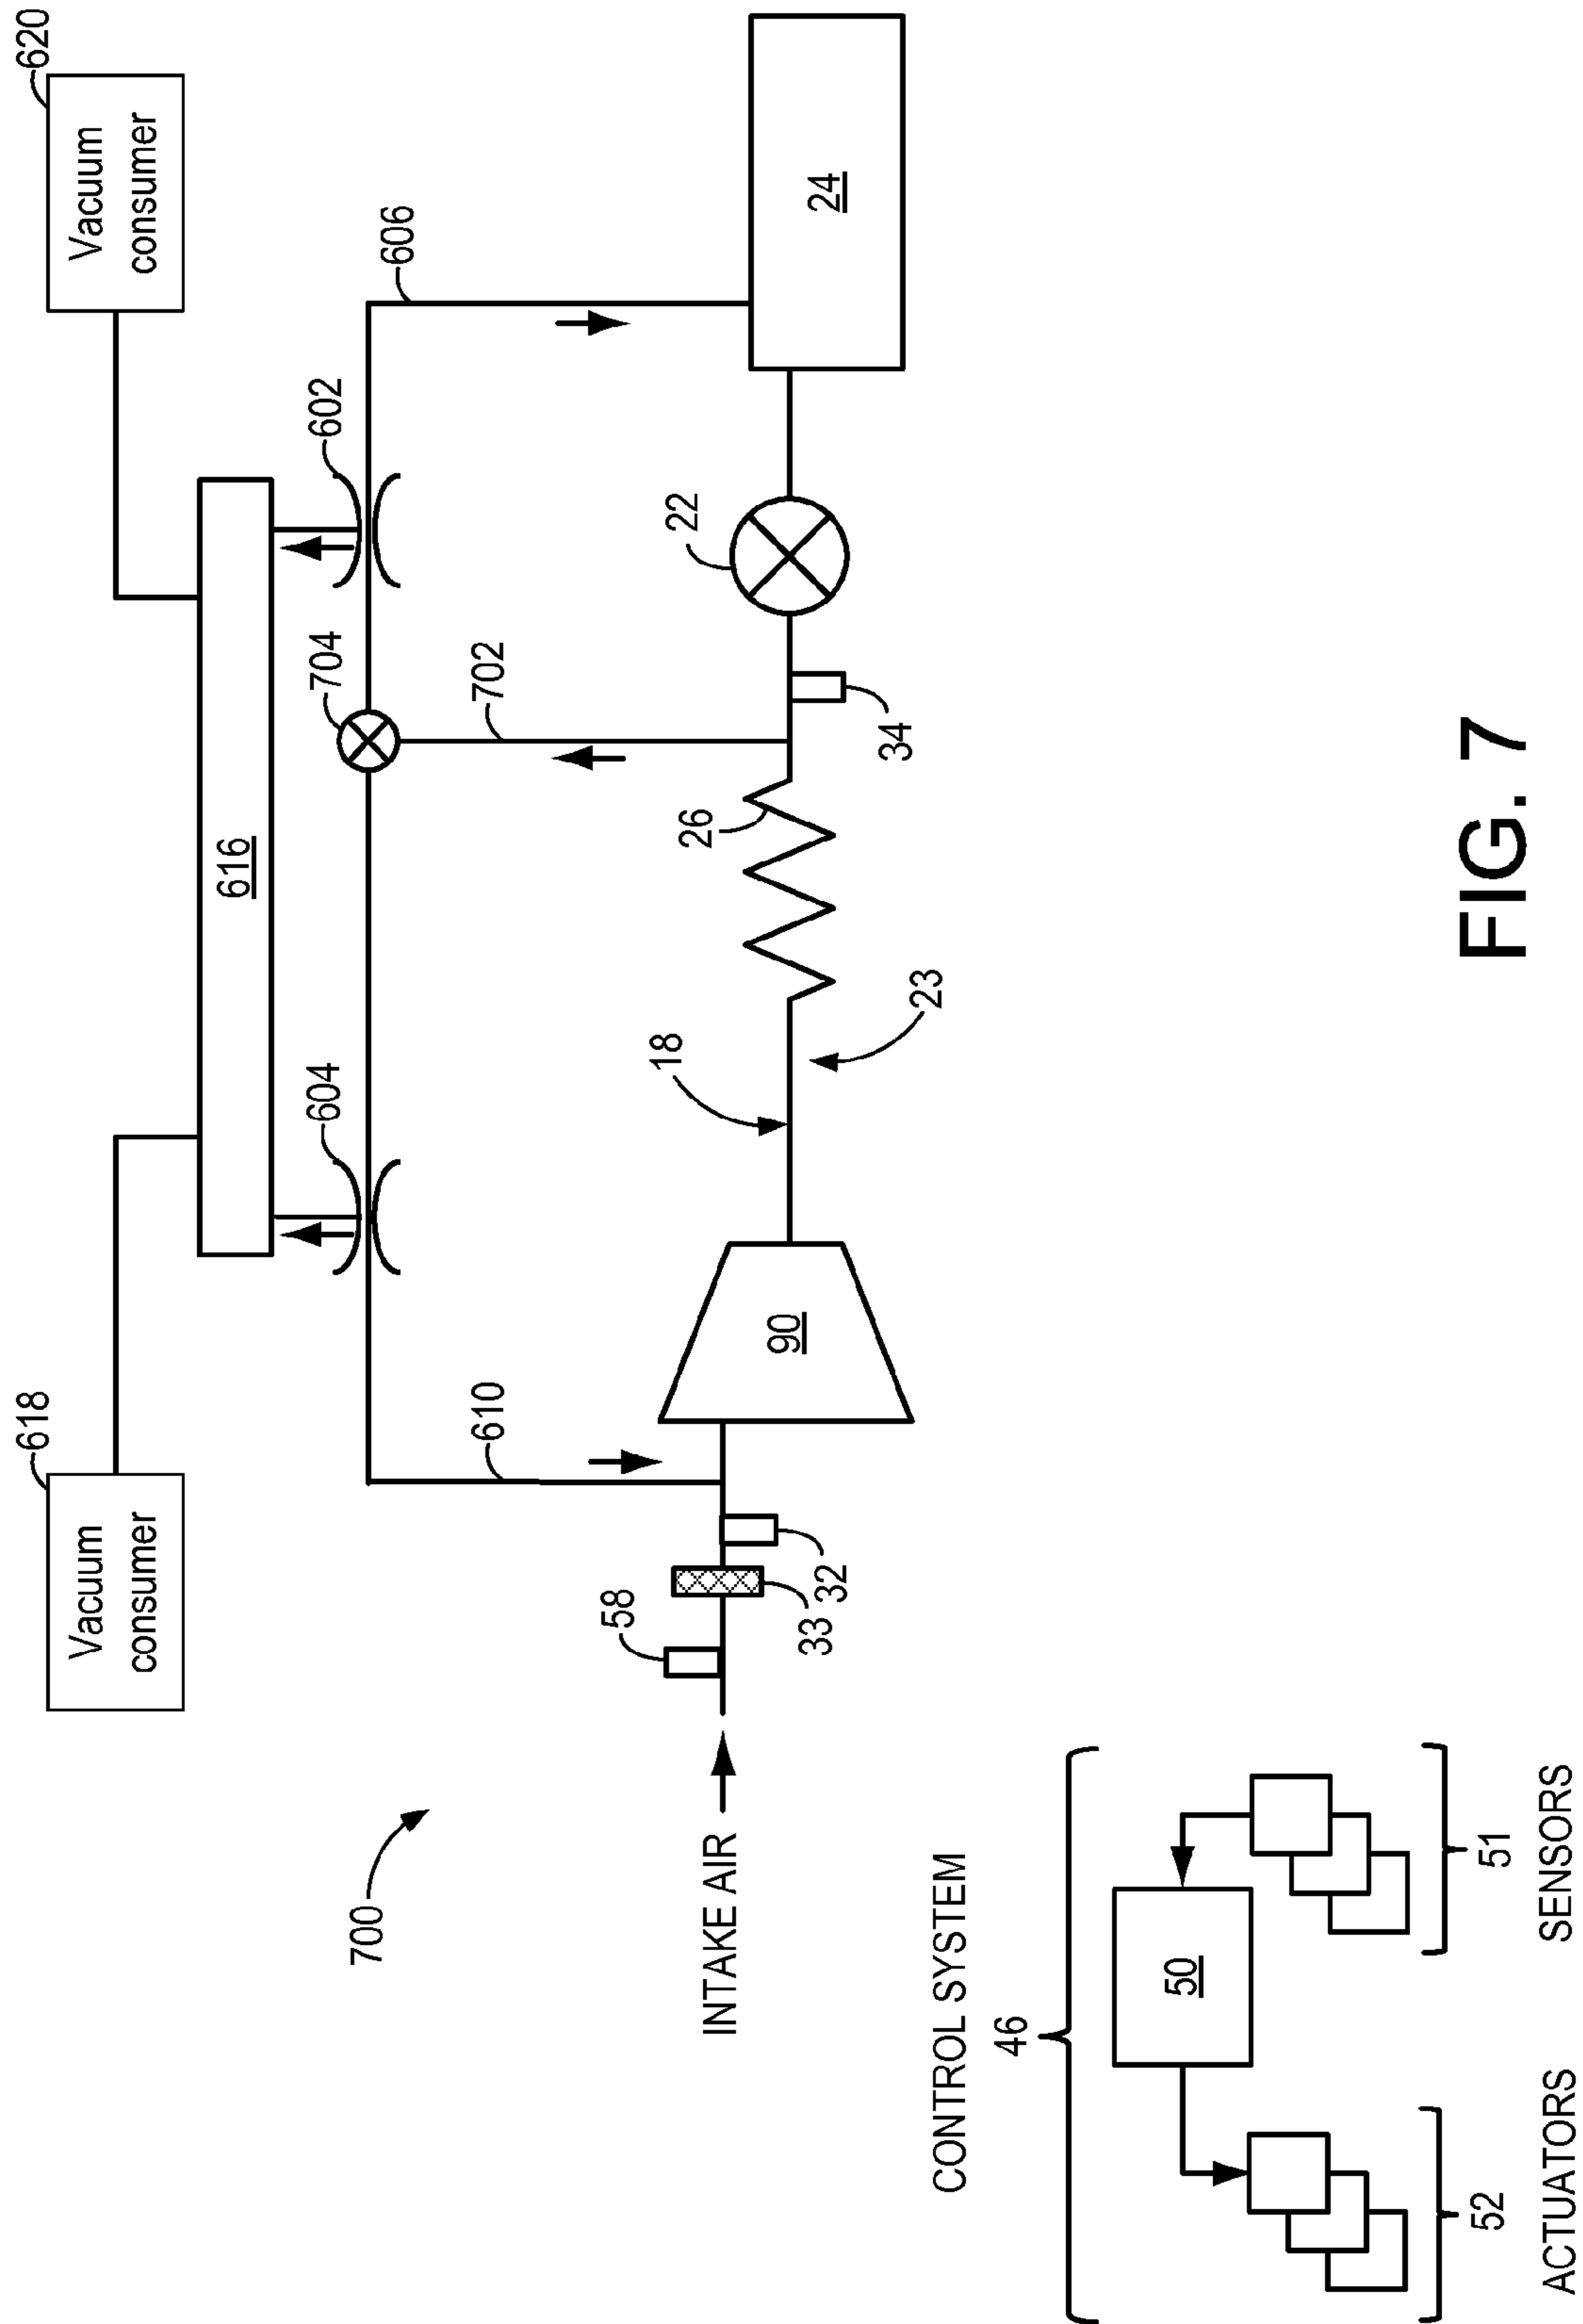 618
Vacuum
consumer
620
Vacuum
consumer
616
604
704
602
610
702
606
700
58
18
26
22
24
INTAKE AIR
90
33
32
23
34
CONTROL SYSTEM
46
50
52
51
ACTUATORS
SENSORS
FIG. 7